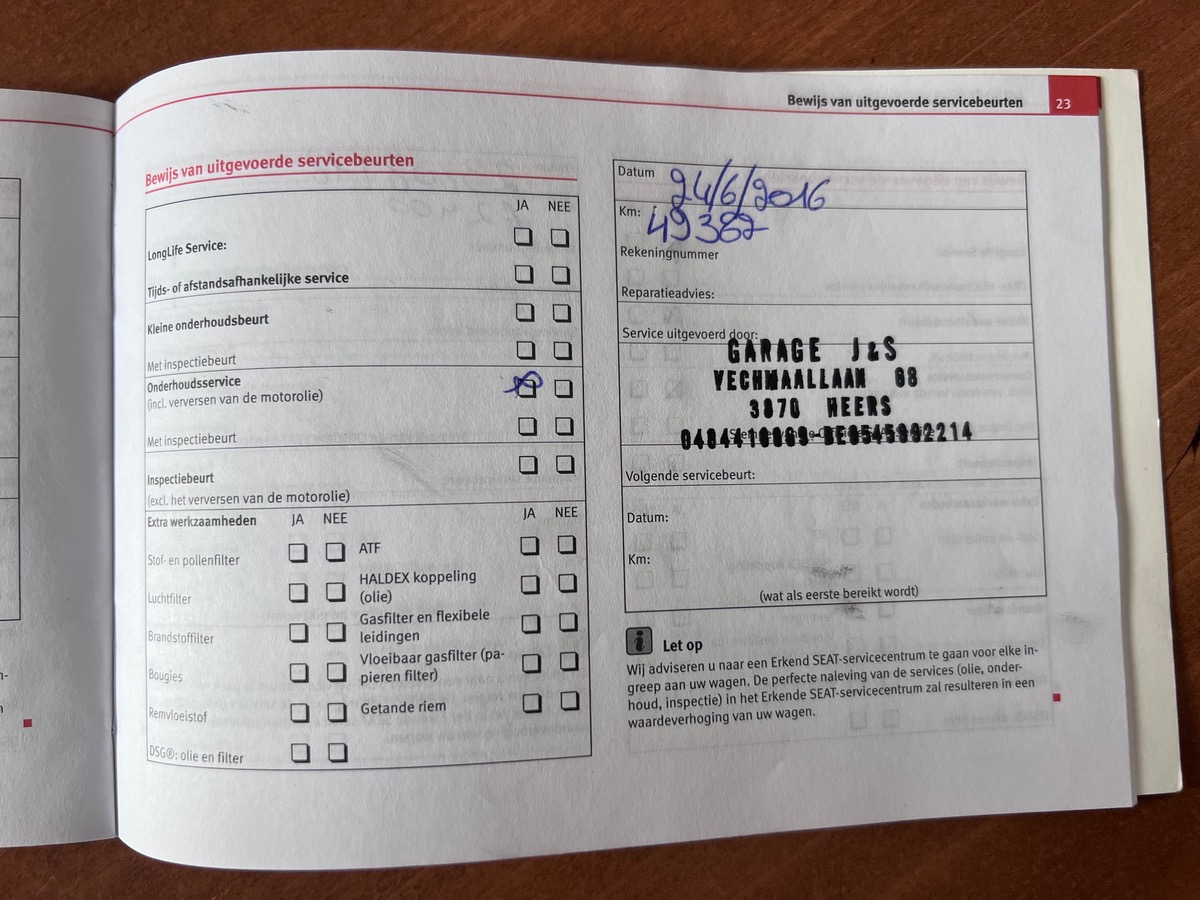 Bewijs van uitgevoerde servicebeurten 23
Bewijs van uitgevoerde servicebeurten
JA NEE
LongLife Service:
Tijds- of afstandsafhankelijke service
Kleine onderhoudsbeurt
Met inspectiebeurt
Onderhoudsservice
(incl. verversen van de motorolie)
Met inspectiebeurt
Inspectiebeurt
(excl. het verversen van de motorolie)
Extra werkzaamheden JA NEE JA NEE
Stof- en pollenfilter
Luchtfilter
Brandstoffilter
Bougies
Remvloeistof
DSG®: olie en filter
ATF
HALDEX koppeling
(olie)
Gasfilter en flexibele
leidingen
Vloeibaar gasfilter (pa-
pieren filter)
Getande riem
Datum 24/6/2016
Km: 49387
Rekeningnummer
Reparatieadvies:
Service uitgevoerd door:
GARAGE J&S
VECHMAALLAAN 68
3870 HEERS
Volgende servicebeurt:
Datum:
Km:
(wat als eerste bereikt wordt)
Let op
Wij adviseren u naar een Erkend SEAT-servicecentrum te gaan voor elke in-
greep aan uw wagen. De perfecte naleving van de services (olie, onder-
houd, inspectie) in het Erkende SEAT-servicecentrum zal resulteren in een
waardeverhoging van uw wagen.